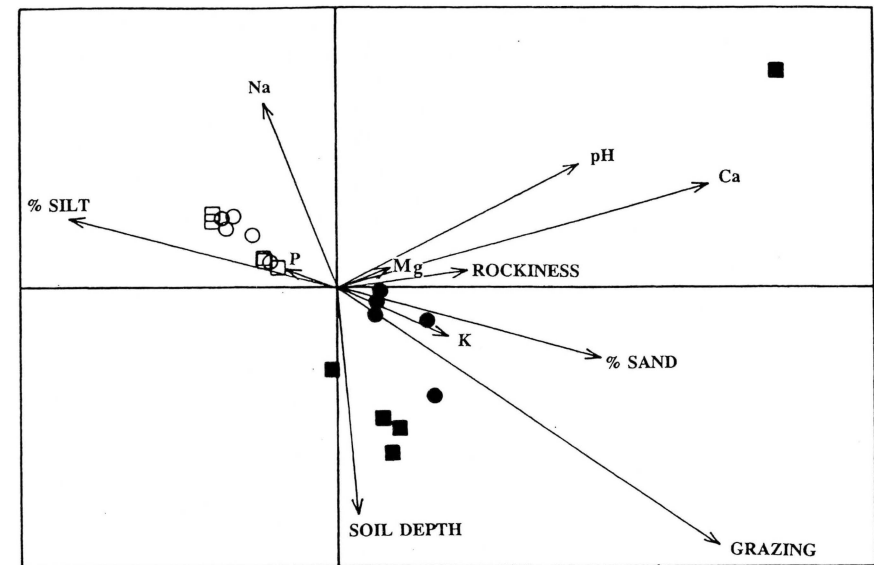 Na
pH
Ca
% SILT
P
Mg
ROCKINESS
K
% SAND
SOIL DEPTH
GRAZING